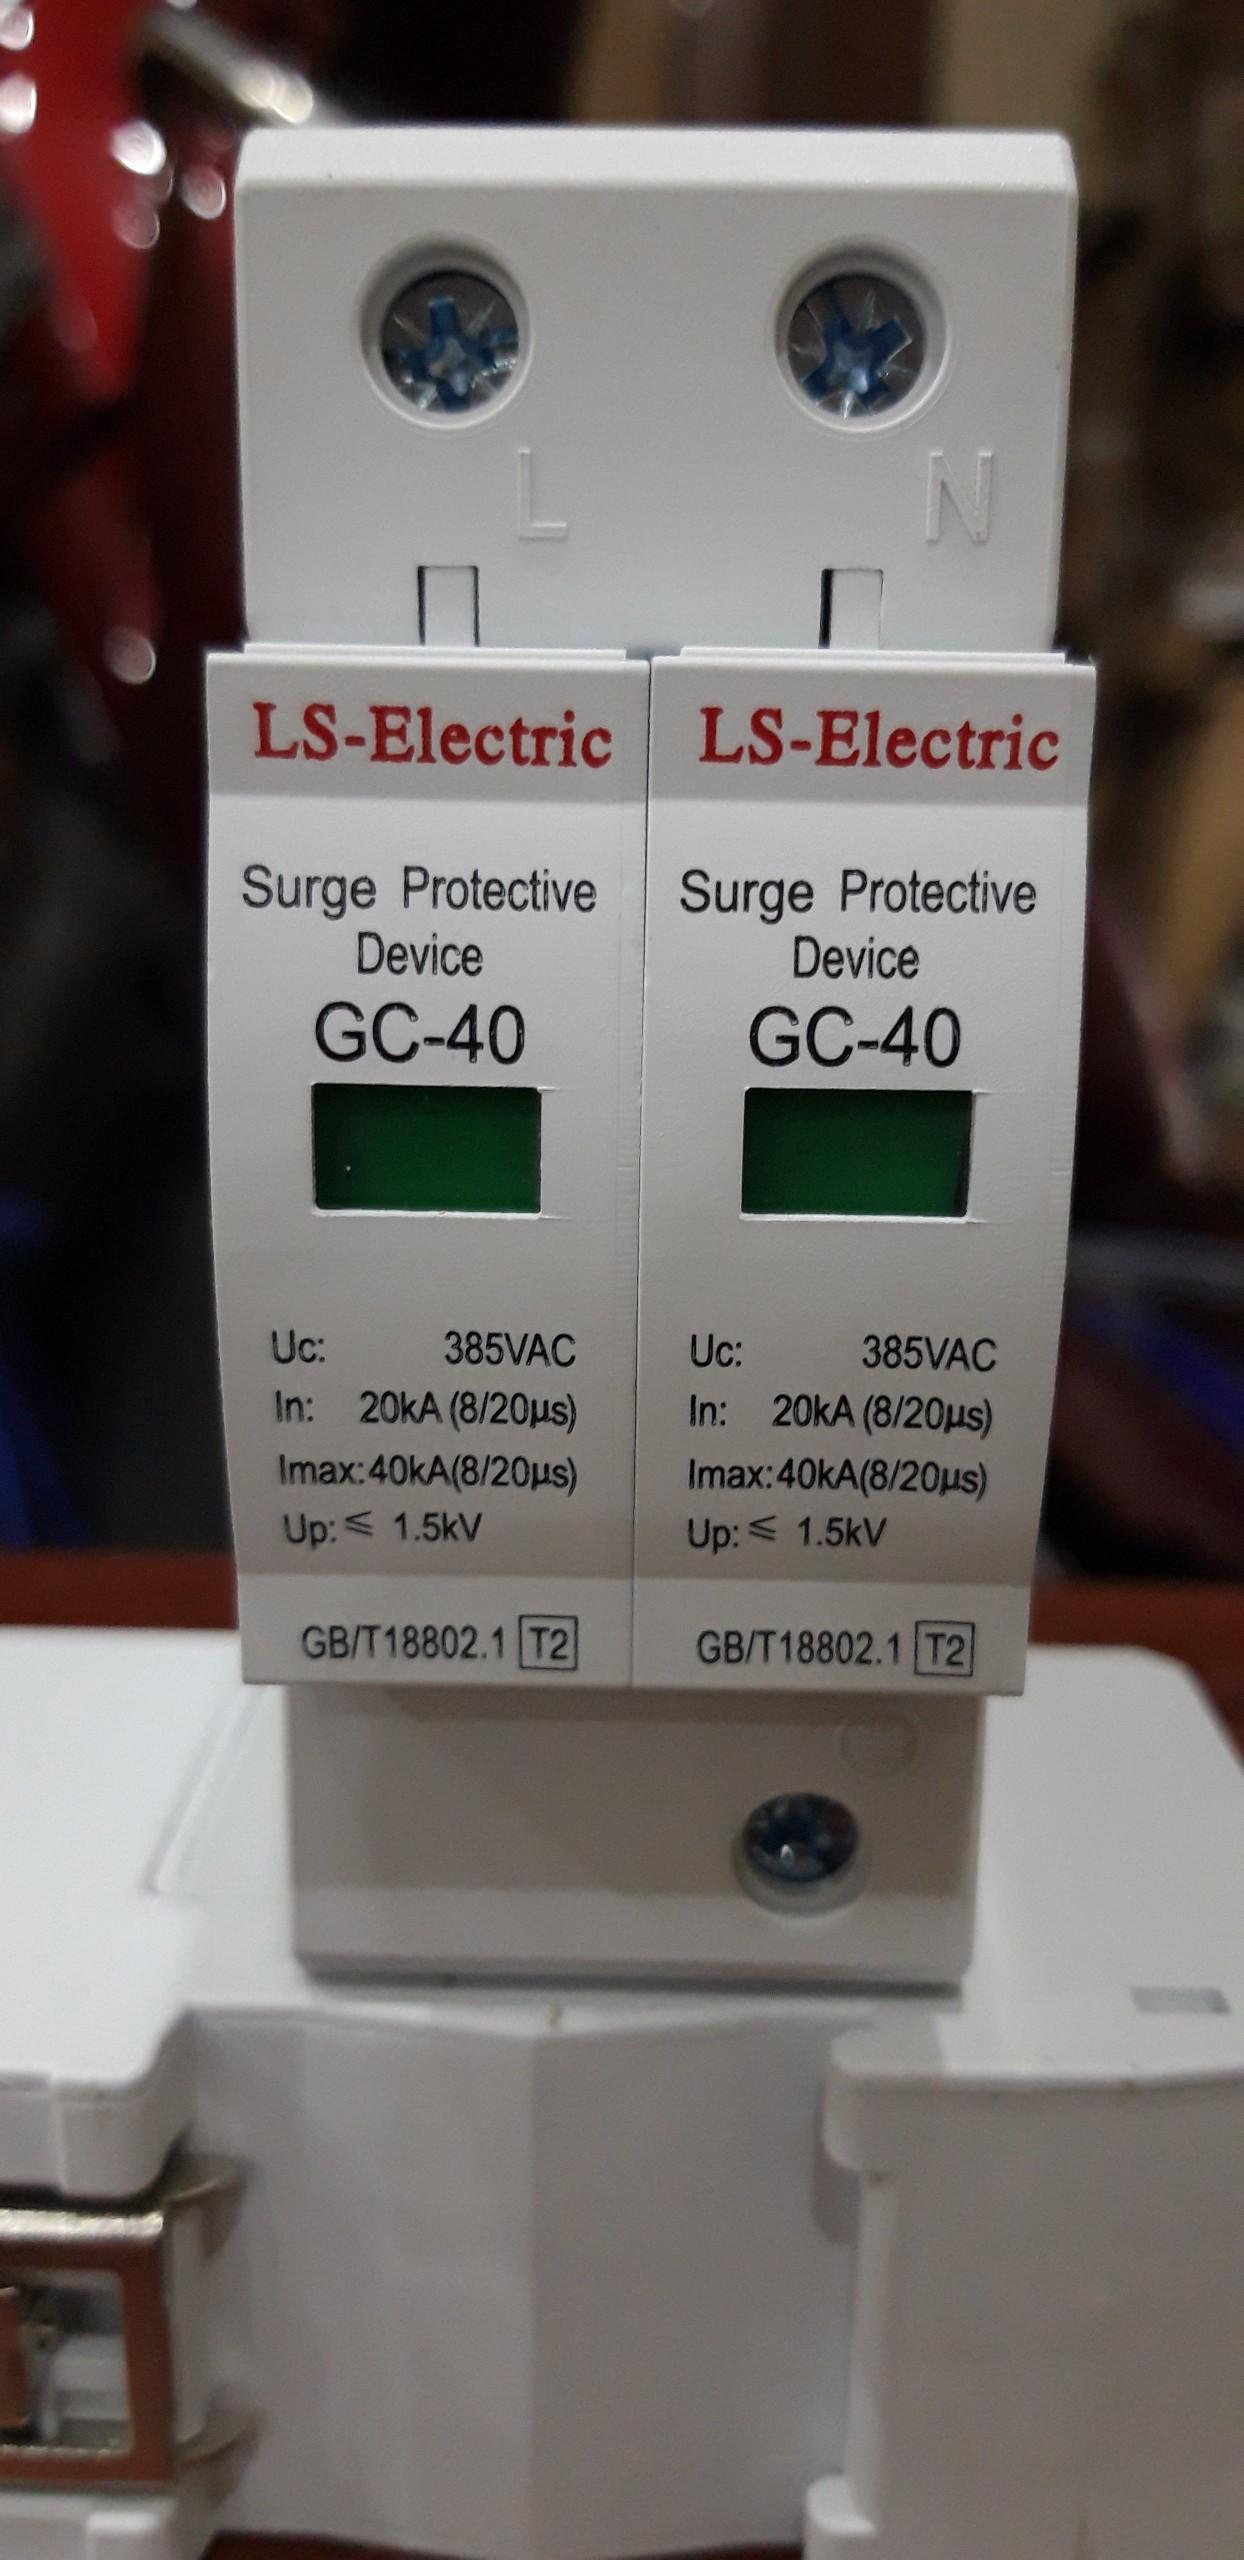 L
N
LS-Electric
Surge Protective
Device
GC-40
Uc: 385VAC
In: 20kA (8/20µs)
Imax:40kA(8/20µs)
Up:≤ 1.5kV
GB/T18802.1 T2
LS-Electric
Surge Protective
Device
GC-40
Uc: 385VAC
In: 20kA (8/20µs)
Imax:40kA(8/20µs)
Up:≤ 1.5kV
GB/T18802.1 T2